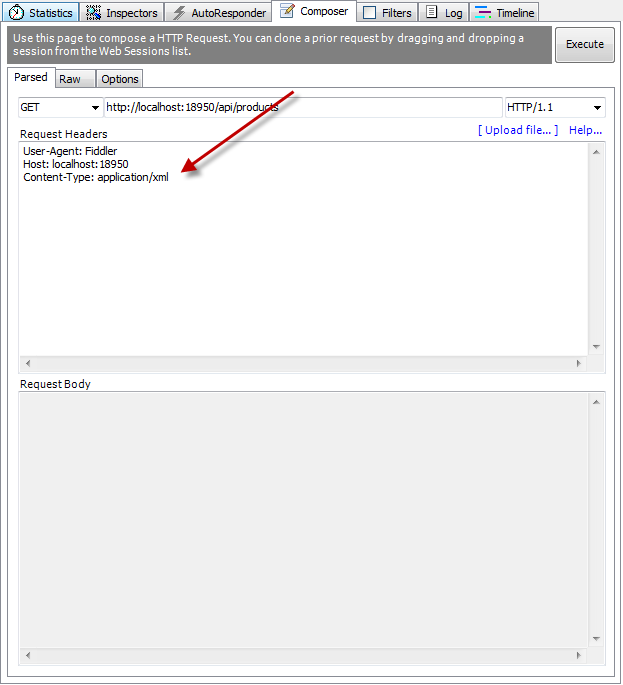 Statistics Inspectors AutoResponder Composer Filters Log Timeline
Use this page to compose a HTTP Request. You can clone a prior request by dragging and dropping a
session from the Web Sessions list.
Execute
Parsed Raw Options
GET http://localhost:18950/api/products HTTP/1.1
Request Headers [ Upload file... ] Help...
User-Agent: Fiddler
Host: localhost:18950
Content-Type: application/xml
Request Body